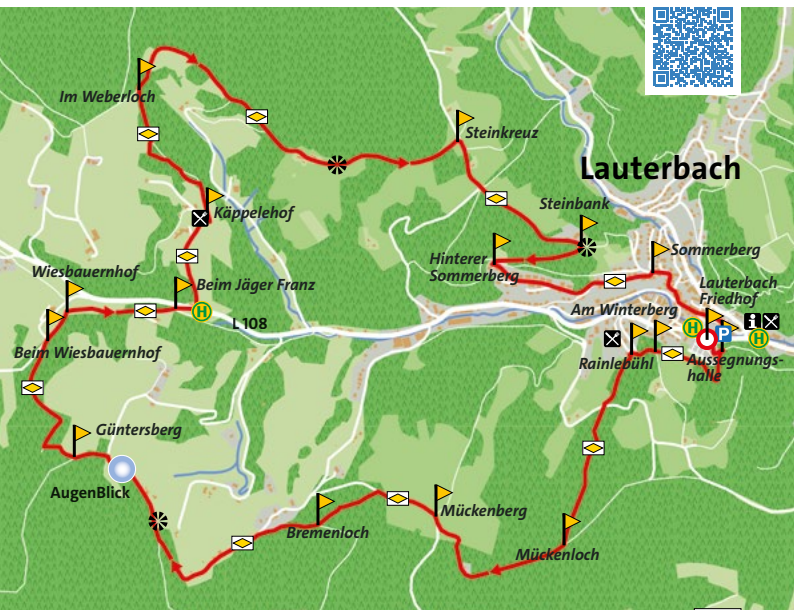 Im Weberloch
Steinkreuz
Lauterbach
Käppelehof
Steinbank
Hinterer
Sommerberg
Sommerberg
Wiesbauernhof
Beim Jäger Franz
Lauterbach
Friedhof
Am Winterberg
i
H
L 108
H
P
H
Beim Wiesbauernhof
Rainlebühl
Aussegnungs-
halle
Güntersberg
AugenBlick
Bremenloch
Mückenberg
Mückenloch